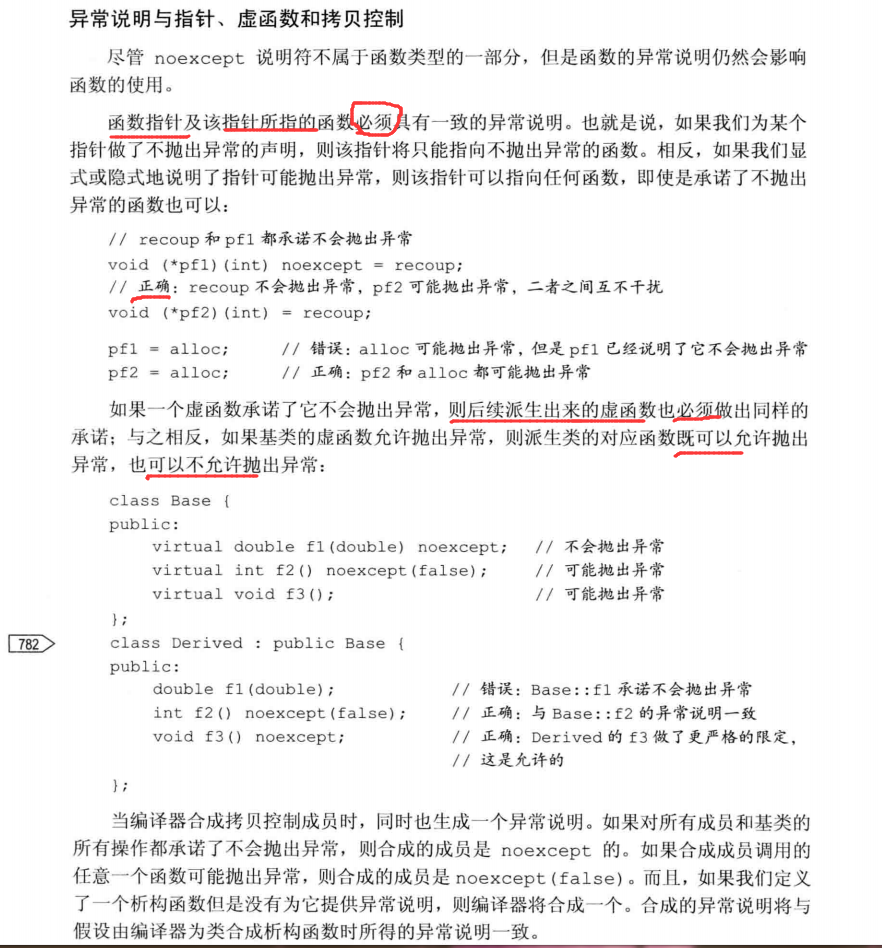 异常说明与指针、虚函数和拷贝控制
尽管 noexcept 说明符不属于函数类型的一部分，但是函数的异常说明仍然会影响
函数的使用。
函数指针及该指针所指的函数必须具有一致的异常说明。也就是说，如果我们为某个
指针做了不抛出异常的声明，则该指针将只能指向不抛出异常的函数。相反，如果我们显
式或隐式地说明了指针可能抛出异常，则该指针可以指向任何函数，即使是承诺了不抛出
异常的函数也可以：
// recoup 和 pf1 都承诺不会抛出异常
void (*pf1)(int) noexcept = recoup;
// 正确：recoup 不会抛出异常，pf2 可能抛出异常，二者之间互不干扰
void (*pf2)(int) = recoup;
pf1 = alloc; // 错误：alloc 可能抛出异常，但是 pf1 已经说明了它不会抛出异常
pf2 = alloc; // 正确：pf2 和 alloc 都可能抛出异常
如果一个虚函数承诺了它不会抛出异常，则后续派生出来的虚函数也必须做出同样的
承诺；与之相反，如果基类的虚函数允许抛出异常，则派生类的对应函数既可以允许抛出
异常，也可以不允许抛出异常：
class Base {
public:
virtual double f1(double) noexcept; // 不会抛出异常
virtual int f2() noexcept(false); // 可能抛出异常
virtual void f3(); // 可能抛出异常
};
782
class Derived : public Base {
public:
double f1(double); // 错误：Base::f1 承诺不会抛出异常
int f2() noexcept(false); // 正确：与 Base::f2 的异常说明一致
void f3() noexcept; // 正确：Derived 的 f3 做了更严格的限定，
// 这是允许的
};
当编译器合成拷贝控制成员时，同时也生成一个异常说明。如果对所有成员和基类的
所有操作都承诺了不会抛出异常，则合成的成员是 noexcept 的。如果合成成员调用的
任意一个函数可能抛出异常，则合成的成员是 noexcept(false)。而且，如果我们定义
了一个析构函数但是没有为它提供异常说明，则编译器将合成一个。合成的异常说明将与
假设由编译器为类合成析构函数时所得的异常说明一致。